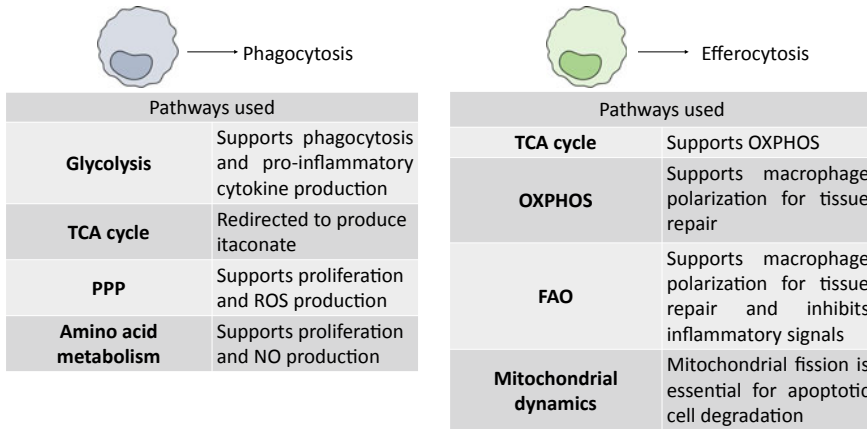 Phagocytosis
Pathways used
Glycolysis
Supports phagocytosis
and pro-inflammatory
cytokine production
TCA cycle
Redirected to produce
itaconate
PPP
Supports proliferation
and ROS production
Amino acid
metabolism
Supports proliferation
and NO production
Efferocytosis
Pathways used
TCA cycle
Supports OXPHOS
OXPHOS
Supports macrophage
polarization for tissue
repair
FAO
Supports macrophage
polarization for tissue
repair and inhibits
inflammatory signals
Mitochondrial
dynamics
Mitochondrial fission is
essential for apoptotic
cell degradation